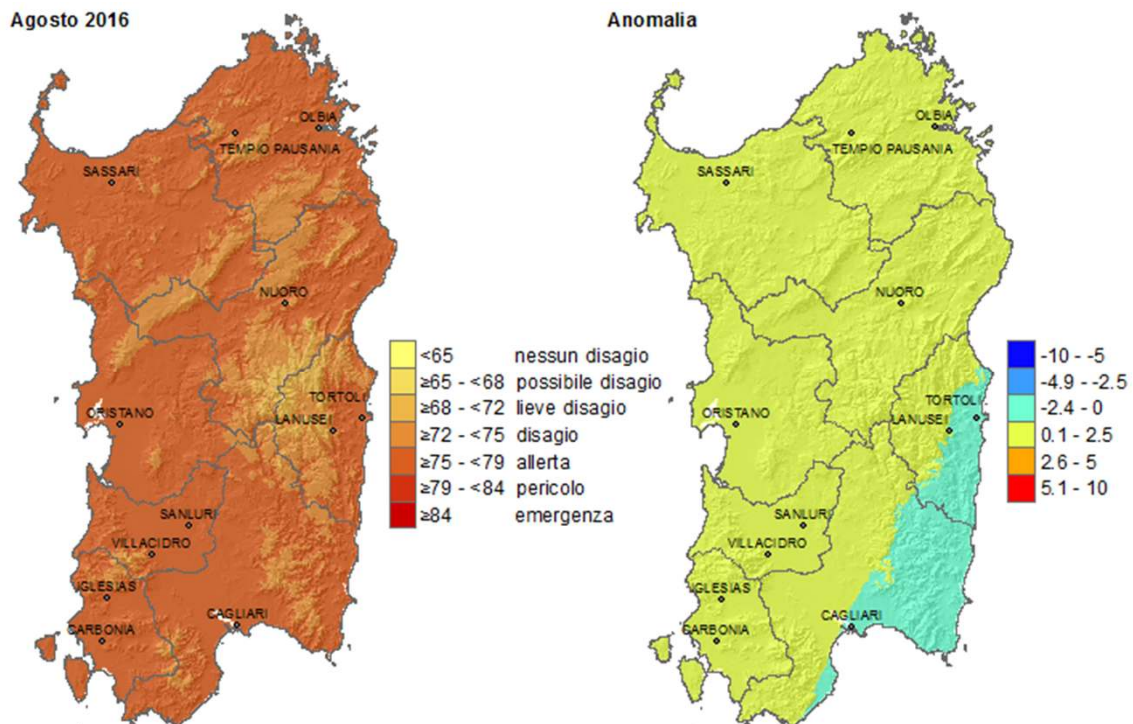 Agosto 2016
OLBIA
TEMPIO PAUSANIA
SASSARI
NUORO
TORTOLI
ORISTANO
LANUSEI
SANLURI
VILLACIDRO
IGLESIAS
CAGLIARI
CARBONIA
<65 nessun disagio
≥65 - <68 possibile disagio
≥68 - <72 lieve disagio
≥72 - <75 disagio
≥75 - <79 allerta
≥79 - <84 pericolo
≥84 emergenza
Anomalia
OLBIA
TEMPIO PAUSANIA
SASSARI
NUORO
TORTOLI
ORISTANO
LANUSEI
SANLURI
VILLACIDRO
IGLESIAS
CAGLIARI
CARBONIA
-10 - -5
-4.9 - -2.5
-2.4 - 0
0.1 - 2.5
2.6 - 5
5.1 - 10